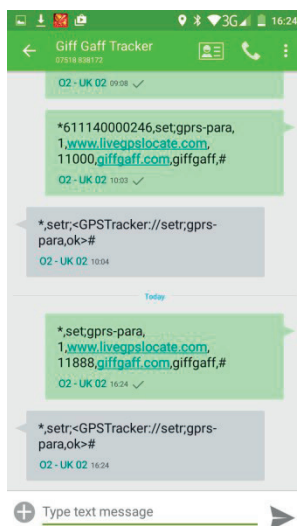 3G 16:24
Giff Gaff Tracker
07518 838172
O2 - UK 02 09:08
*611140000246,set;gprs-para,
1,www.livegpslocate.com,
11000,giffgaff.com,giffgaff,#
O2 - UK 02 10:03
*,setr;<GPSTracker://setr;gprs-
para,ok>#
O2 - UK 02 10:04
Today
*,set;gprs-para,
1,www.livegpslocate.com,
11888,giffgaff.com,giffgaff,#
O2 - UK 02 16:24
*,setr;<GPSTracker://setr;gprs-
para,ok>#
O2 - UK 02 16:24
Type text message